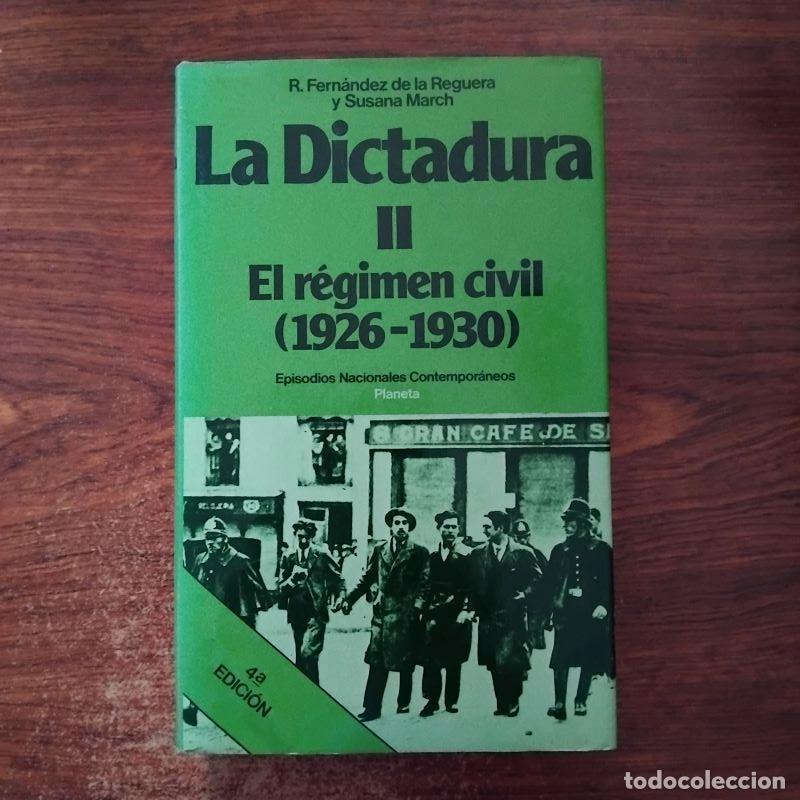 R. Fernández de la Reguera
y Susana March
La Dictadura
II
El régimen civil
(1926-1930)
Episodios Nacionales Contemporáneos
Planeta
GRAN CAFE DE S
4ª
EDICIÓN
todocoleccion